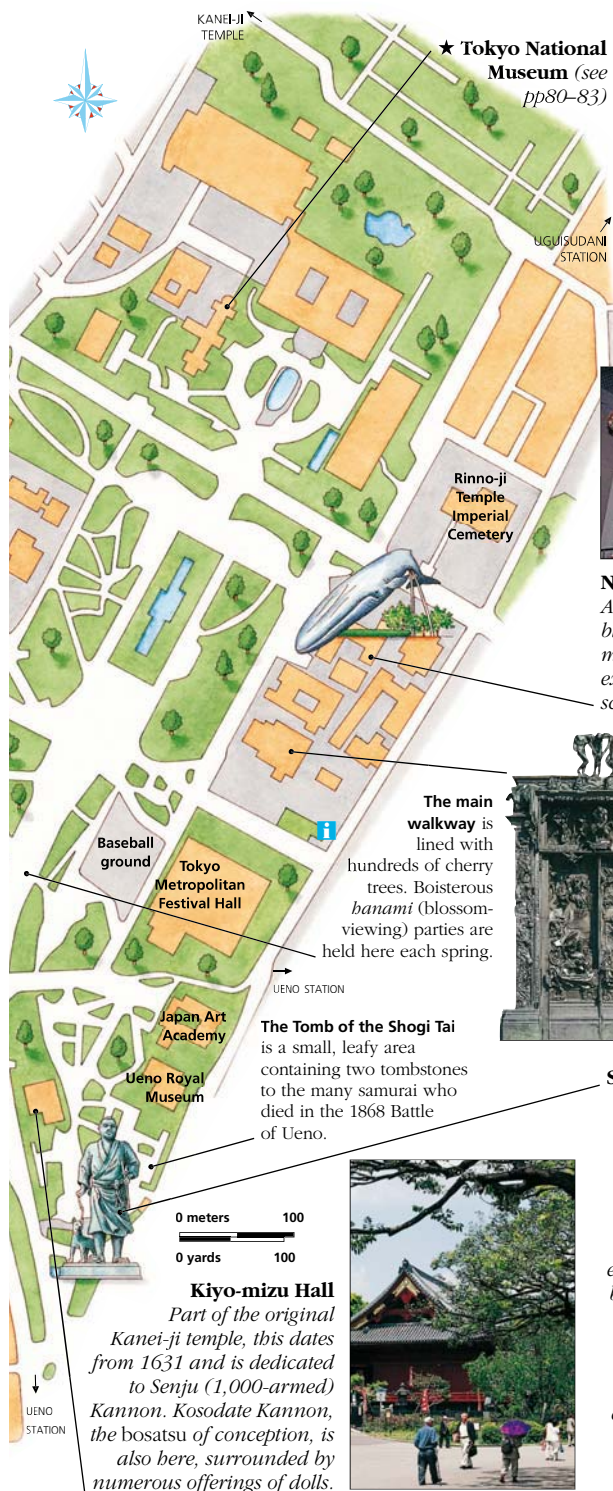 KANEI-JI
TEMPLE
★ Tokyo National
Museum (see
pp80–83)
UGUISUDANI
STATION
Rinno-ji
Temple
Imperial
Cemetery
N
A
b
m
ex
sc
The main
walkway is
lined with
hundreds of cherry
trees. Boisterous
hanami (blossom-
viewing) parties are
held here each spring.
i
Baseball
ground
Tokyo
Metropolitan
Festival Hall
UENO STATION
Japan Art
Academy
Ueno Royal
Museum
The Tomb of the Shogi Tai
is a small, leafy area
containing two tombstones
to the many samurai who
died in the 1868 Battle
of Ueno.
S
0 meters 100
0 yards 100
Kiyo-mizu Hall
Part of the original
Kanei-ji temple, this dates
from 1631 and is dedicated
to Senju (1,000-armed)
Kannon. Kosodate Kannon,
the bosatsu of conception, is
also here, surrounded by
numerous offerings of dolls.
UENO
STATION